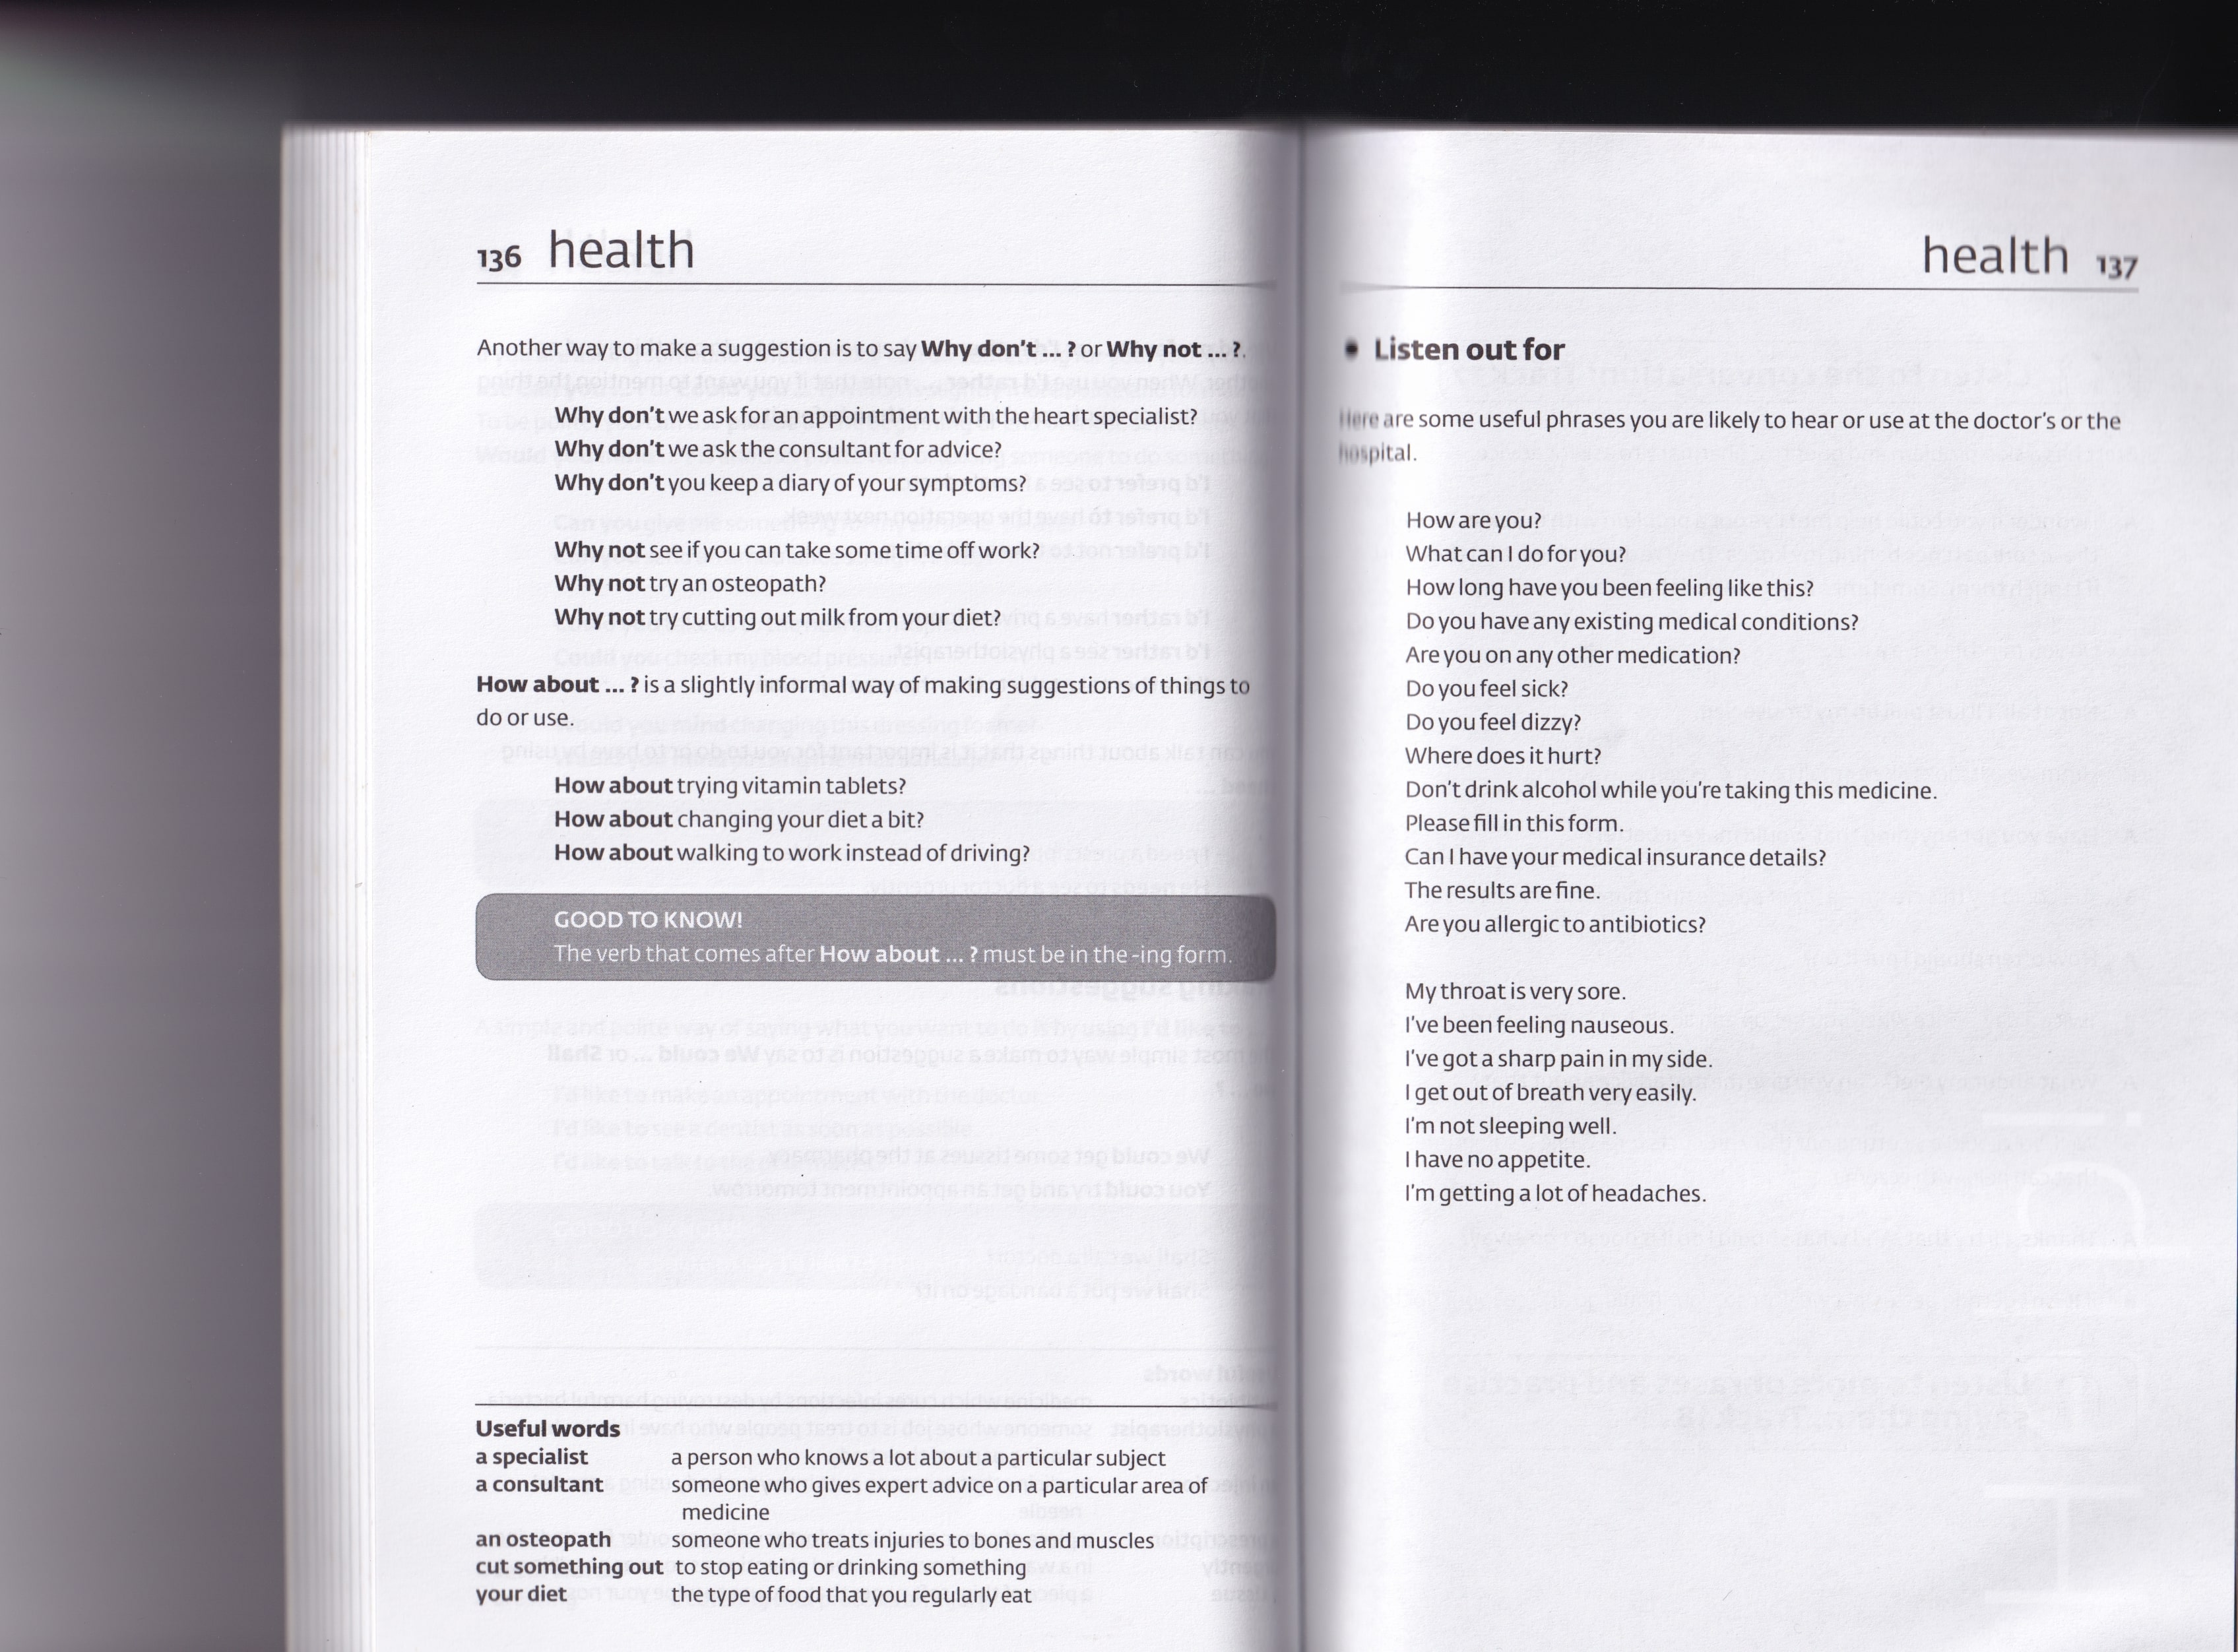 136 health
Another way to make a suggestion is to say Why don't ... ? or Why not ... ?.
Why don't we ask for an appointment with the heart specialist?
Why don't we ask the consultant for advice?
Why don't you keep a diary of your symptoms?
Why not see if you can take some time off work?
Why not try an osteopath?
Why not try cutting out milk from your diet?
How about ... ? is a slightly informal way of making suggestions of things to
do or use.
How about trying vitamin tablets?
How about changing your diet a bit?
How about walking to work instead of driving?
GOOD TO KNOW!
The verb that comes after How about ... ? must be in the -ing form.
Useful words
a specialist a person who knows a lot about a particular subject
a consultant someone who gives expert advice on a particular area of
medicine
an osteopath someone who treats injuries to bones and muscles
cut something out to stop eating or drinking something
your diet the type of food that you regularly eat
health 137
• Listen out for
Here are some useful phrases you are likely to hear or use at the doctor's or the
hospital.
How are you?
What can I do for you?
How long have you been feeling like this?
Do you have any existing medical conditions?
Are you on any other medication?
Do you feel sick?
Do you feel dizzy?
Where does it hurt?
Don't drink alcohol while you're taking this medicine.
Please fill in this form.
Can I have your medical insurance details?
The results are fine.
Are you allergic to antibiotics?
My throat is very sore.
I've been feeling nauseous.
I've got a sharp pain in my side.
I get out of breath very easily.
I'm not sleeping well.
I have no appetite.
I'm getting a lot of headaches.